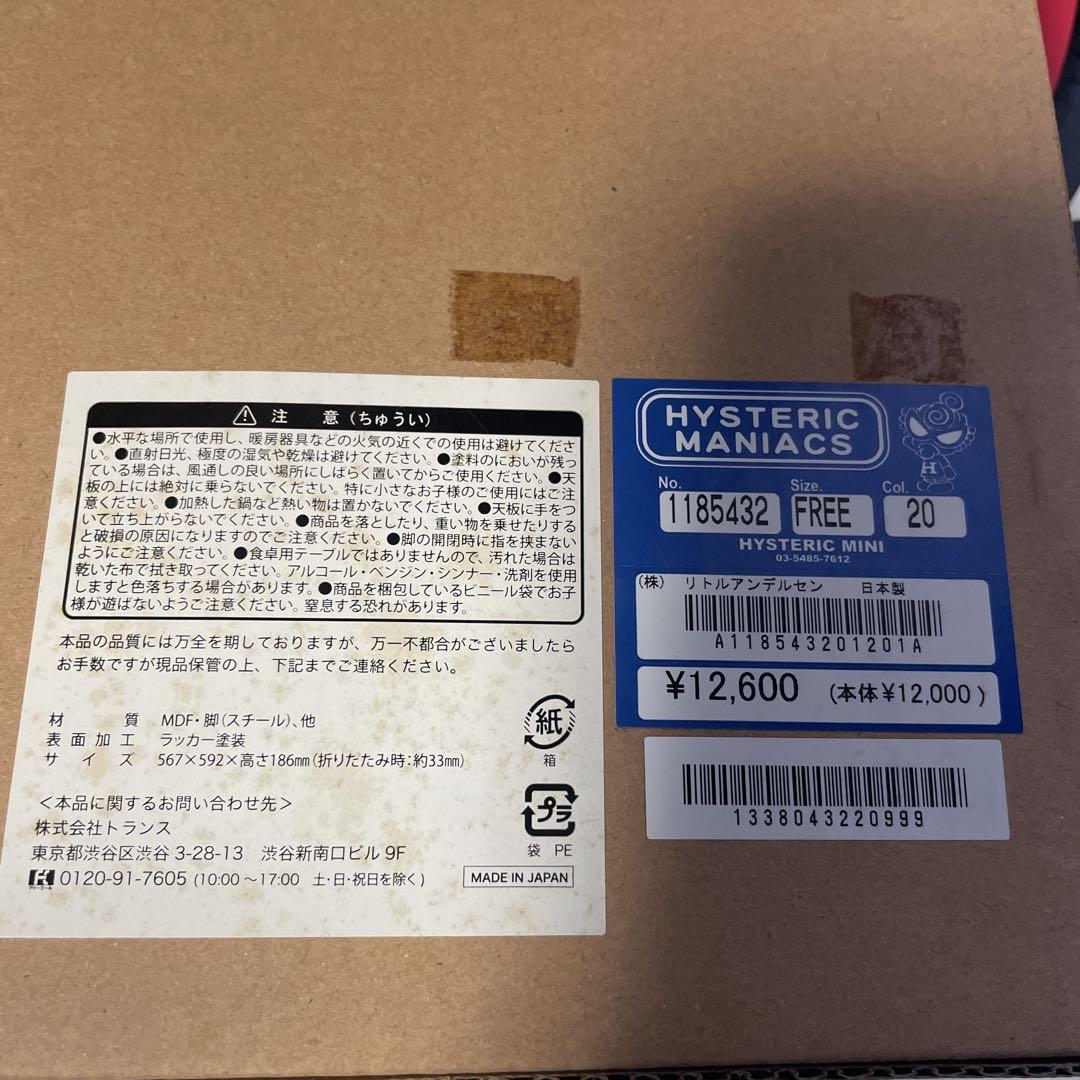 ⚠ 注 意(ちゅうい)
●水平な場所で使用し、暖房器具などの火気の近くでの使用は避けてくださ
い。●直射日光、極度の湿気や乾燥は避けてください。●塗料のにおいが残っ
ている場合は、風通しの良い場所にしばらく置いてからご使用ください。●天
板の上には絶対に乗らないでください。特に小さなお子様のご使用にはご注
意ください。●加熱した鍋など熱い物は置かないでください。●天板に手をつ
いて立ち上がらないでください。●商品を落としたり、重い物を乗せたりする
と破損の原因になりますのでご注意ください。●脚の開閉時に指を挟まない
ようにご注意ください。●食卓用テーブルではありませんので、汚れた場合は
乾いた布で拭き取ってください。アルコール・ベンジン・シンナー・洗剤を使用
しますと色落ちする場合があります。●商品を梱包しているビニール袋でお子
様が遊ばないようご注意ください。窒息する恐れがあります。
本品の品質には万全を期しておりますが、万一不都合がございましたら
お手数ですが現品保管の上、下記までご連絡ください。
材 質 MDF・脚(スチール)、他
表面加工 ラッカー塗装
サイズ 567×592×高さ186㎜(折りたたみ時:約33㎜)
紙
箱
プラ
袋 PE
<本品に関するお問い合わせ先>
株式会社トランス
東京都渋谷区渋谷 3-28-13 渋谷新南口ビル 9F
フリーコール 0120-91-7605 (10:00~17:00 土・日・祝日を除く)
MADE IN JAPAN
HYSTERIC
MANIACS
H
No. Size. Col.
1185432 FREE 20
HYSTERIC MINI
03-5485-7612
(株) リトルアンデルセン 日本製
A118543201201A
¥12,600 (本体¥12,000)
1338043220999